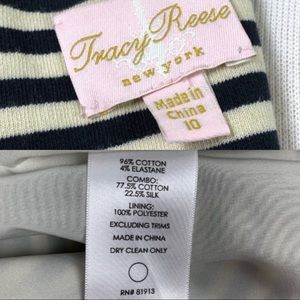 Tracy Reese
new york
Made in
China
10
96% COTTON
4% ELASTANE
COMBO:
77.5% COTTON
22.5% SILK
LINING:
100% POLYESTER
EXCLUDING TRIMS
MADE IN CHINA
DRY CLEAN ONLY
RN# 81913